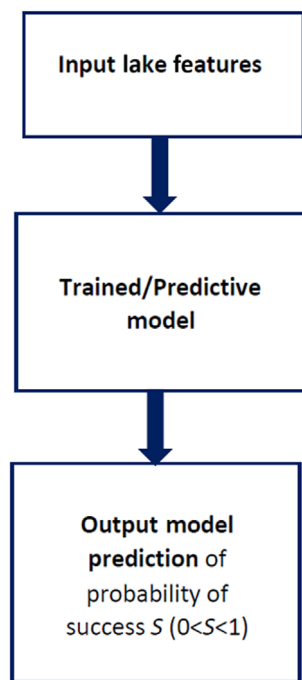 Input lake features
Trained/Predictive
model
Output model
prediction of
probability of
success S (0<S<1)